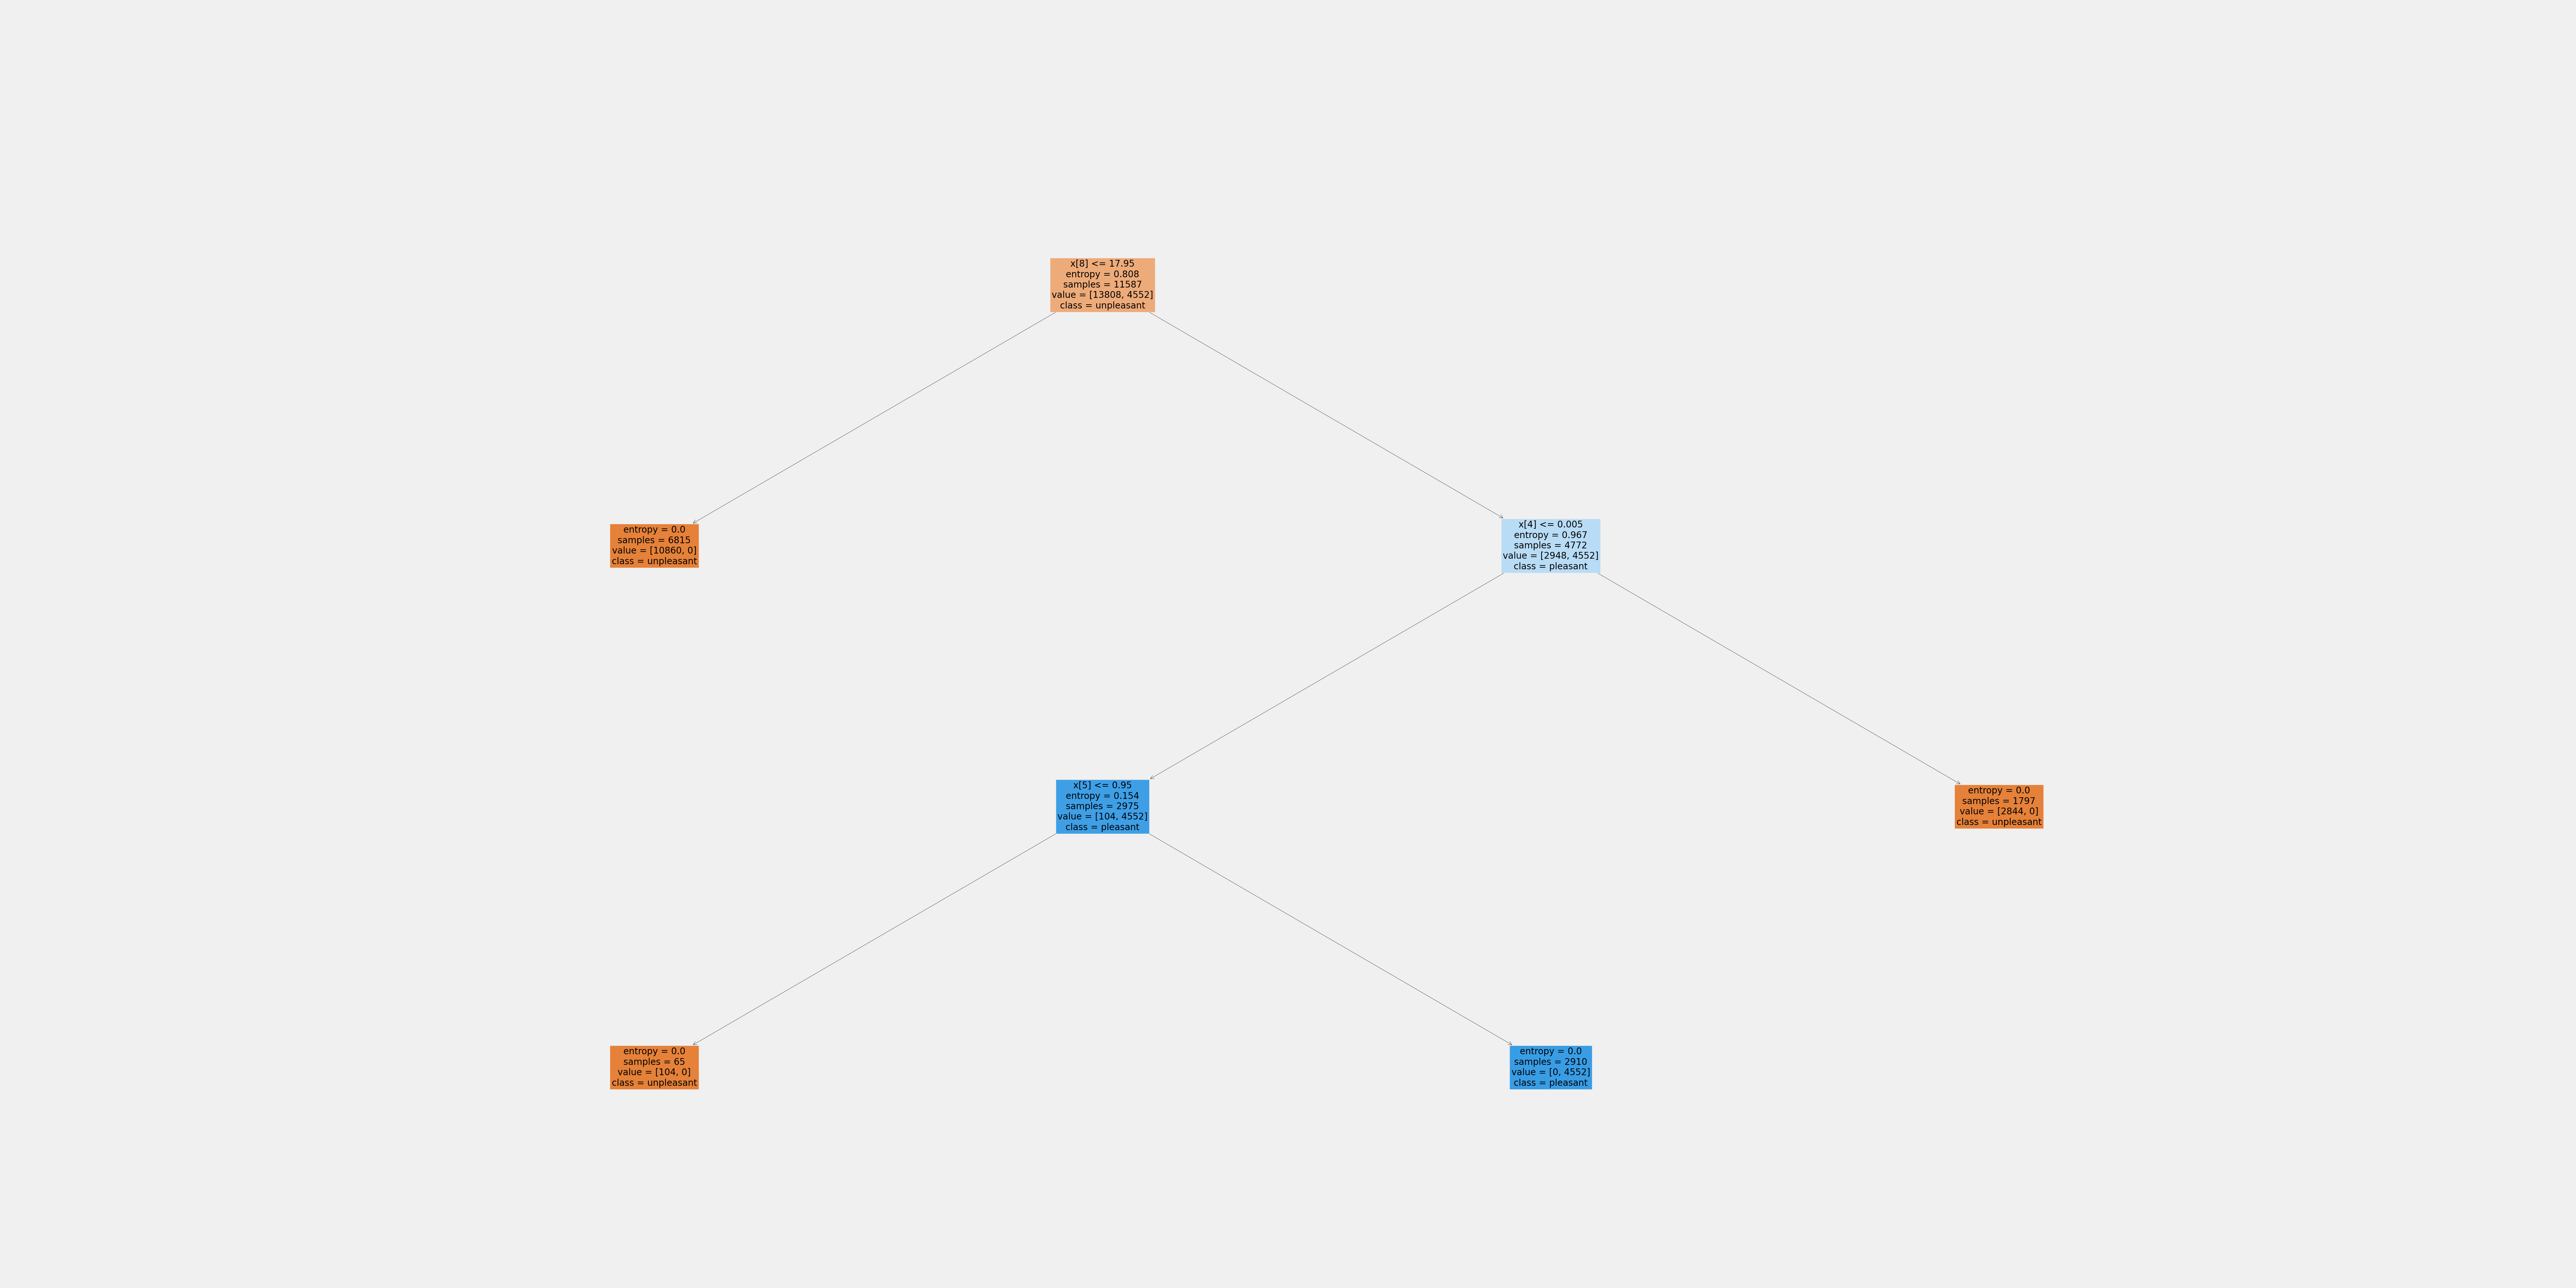 x[8] <= 17.95
entropy = 0.808
samples = 11587
value = [13808, 4552]
class = unpleasant
entropy = 0.0
samples = 6815
value = [10860, 0]
class = unpleasant
x[4] <= 0.005
entropy = 0.967
samples = 4772
value = [2948, 4552]
class = pleasant
x[5] <= 0.95
entropy = 0.154
samples = 2975
value = [104, 4552]
class = pleasant
entropy = 0.0
samples = 1797
value = [2844, 0]
class = unpleasant
entropy = 0.0
samples = 65
value = [104, 0]
class = unpleasant
entropy = 0.0
samples = 2910
value = [0, 4552]
class = pleasant